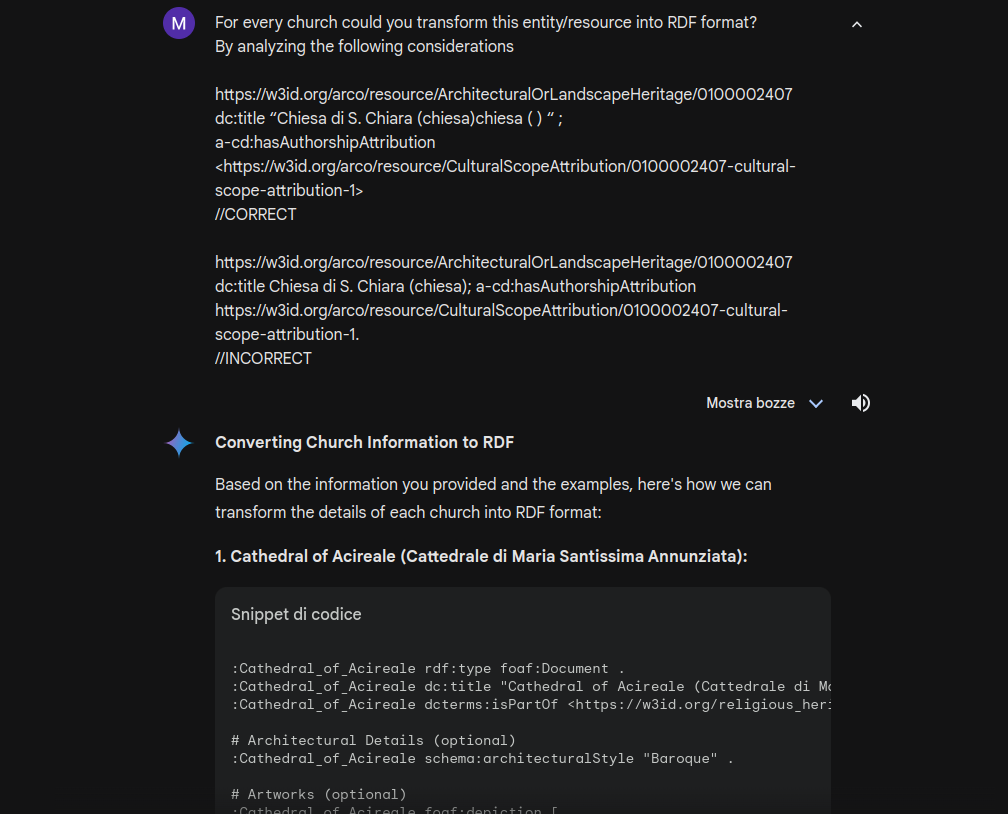 M
For every church could you transform this entity/resource into RDF format?
By analyzing the following considerations
https://w3id.org/arco/resource/ArchitecturalOrLandscapeHeritage/0100002407
dc:title “Chiesa di S. Chiara (chiesa)chiesa ( ) “ ;
a-cd:hasAuthorshipAttribution
<https://w3id.org/arco/resource/CulturalScopeAttribution/0100002407-cultural-
scope-attribution-1>
//CORRECT
https://w3id.org/arco/resource/ArchitecturalOrLandscapeHeritage/0100002407
dc:title Chiesa di S. Chiara (chiesa); a-cd:hasAuthorshipAttribution
https://w3id.org/arco/resource/CulturalScopeAttribution/0100002407-cultural-
scope-attribution-1.
//INCORRECT
Mostra bozze
Converting Church Information to RDF
Based on the information you provided and the examples, here's how we can
transform the details of each church into RDF format:
1. Cathedral of Acireale (Cattedrale di Maria Santissima Annunziata):
Snippet di codice
:Cathedral_of_Acireale rdf:type foaf:Document .
:Cathedral_of_Acireale dc:title "Cathedral of Acireale (Cattedrale di
:Cathedral_of_Acireale dcterms:isPartOf <https://w3id.org/religious_heri
# Architectural Details (optional)
:Cathedral_of_Acireale schema:architecturalStyle "Baroque" .
# Artworks (optional)
:Cathedral_of_Acireale foaf:depiction [